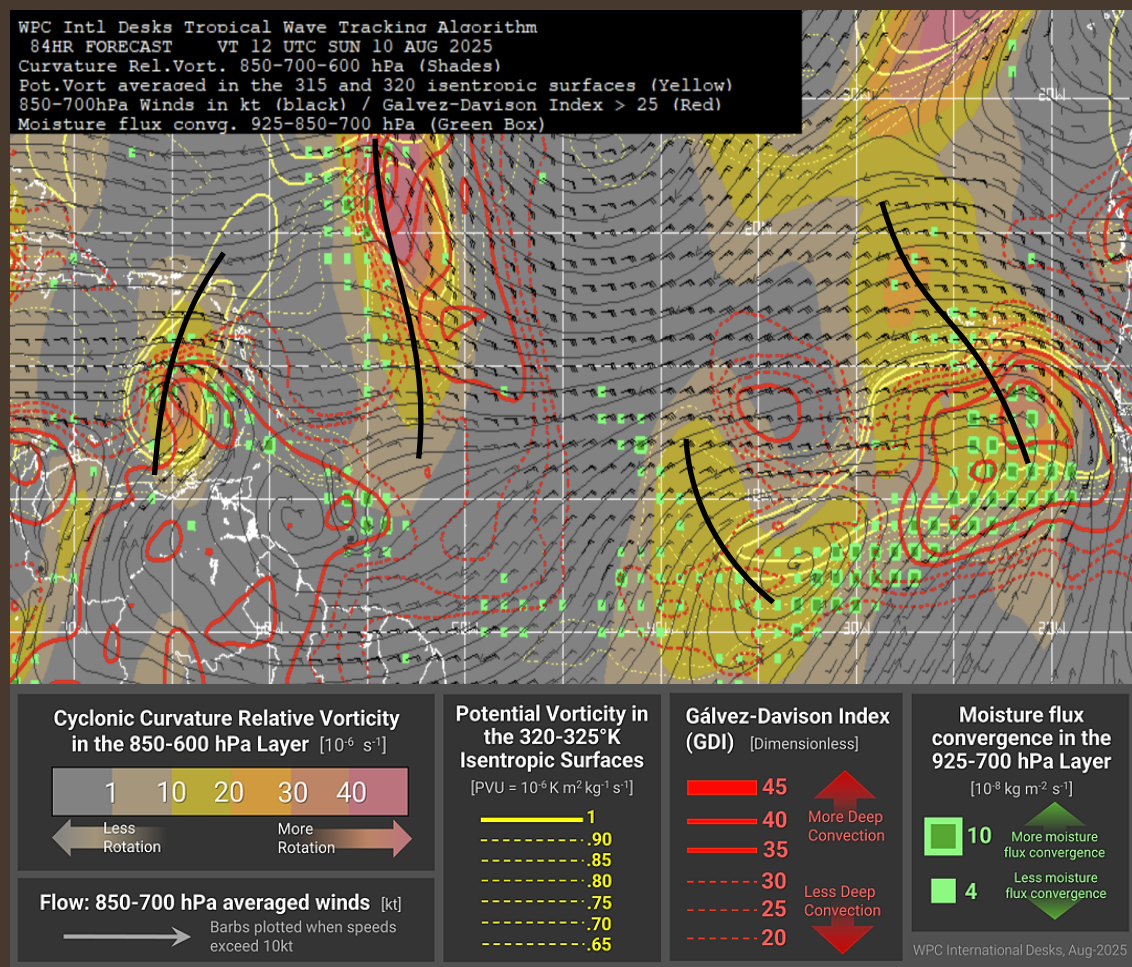 WPC Intl Desks Tropical Wave Tracking Algorithm
84HR FORECAST VT 12 UTC SUN 10 AUG 2025
Curvature Rel.Vort. 850-700-600 hPa (Shades)
Pot.Vort averaged in the 315 and 320 isentropic surfaces (Yellow)
850-700hPa Winds in kt (black) / Galvez-Davison Index > 25 (Red)
Moisture flux convg. 925-850-700 hPa (Green Box)
20W
20N
30W
20W
Cyclonic Curvature Relative Vorticity
in the 850-600 hPa Layer [10⁻⁶ s⁻¹]
1 10 20 30 40
Less
Rotation
More
Rotation
Flow: 850-700 hPa averaged winds [kt]
Barbs plotted when speeds
exceed 10kt
Potential Vorticity in
the 320-325°K
Isentropic Surfaces
[PVU = 10⁻⁶ K m² kg⁻¹ s⁻¹]
1
.90
.85
.80
.75
.70
.65
Gálvez-Davison Index
(GDI) [Dimensionless]
45
40
35
30
25
20
More Deep
Convection
Less Deep
Convection
Moisture flux
convergence in the
925-700 hPa Layer
[10⁻⁸ kg m⁻² s⁻¹]
10
More moisture
flux convergence
4
Less moisture
flux convergence
WPC International Desks, Aug-2025